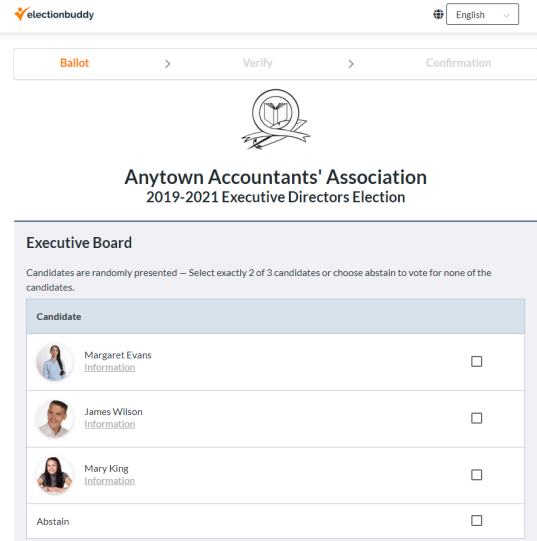 electionbuddy
English
Ballot > Verify > Confirmation
Anytown Accountants' Association
2019-2021 Executive Directors Election
Executive Board
Candidates are randomly presented — Select exactly 2 of 3 candidates or choose abstain to vote for none of the
candidates.
Candidate
Margaret Evans
Information
James Wilson
Information
Mary King
Information
Abstain